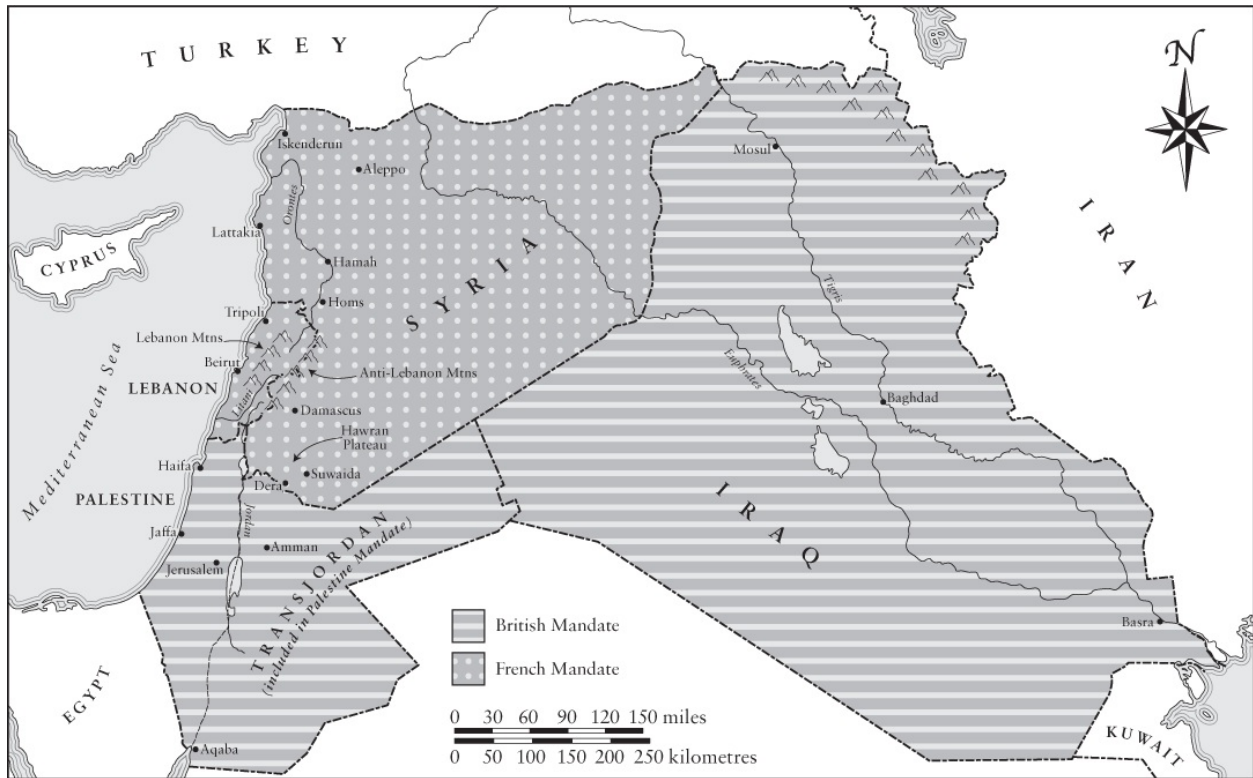 TURKEY
N
Iskenderun
Aleppo
Mosul
Orontes
IRAN
Lattakia
CYPRUS
Hamah
SYRIA
Tigris
Homs
Tripoli
Lebanon Mtns
Mediterranean Sea
Beirut
Euphrates
Anti-Lebanon Mtns
LEBANON
Litani
Baghdad
Damascus
Hawran
Plateau
Haifa
Suwaida
Dera
PALESTINE
IRAQ
Jordan
Jaffa
Amman
Jerusalem
TRANSJORDAN
(included in Palestine Mandate)
British Mandate
Basra
French Mandate
EGYPT
0 30 60 90 120 150 miles
0 50 100 150 200 250 kilometres
Aqaba
KUWAIT